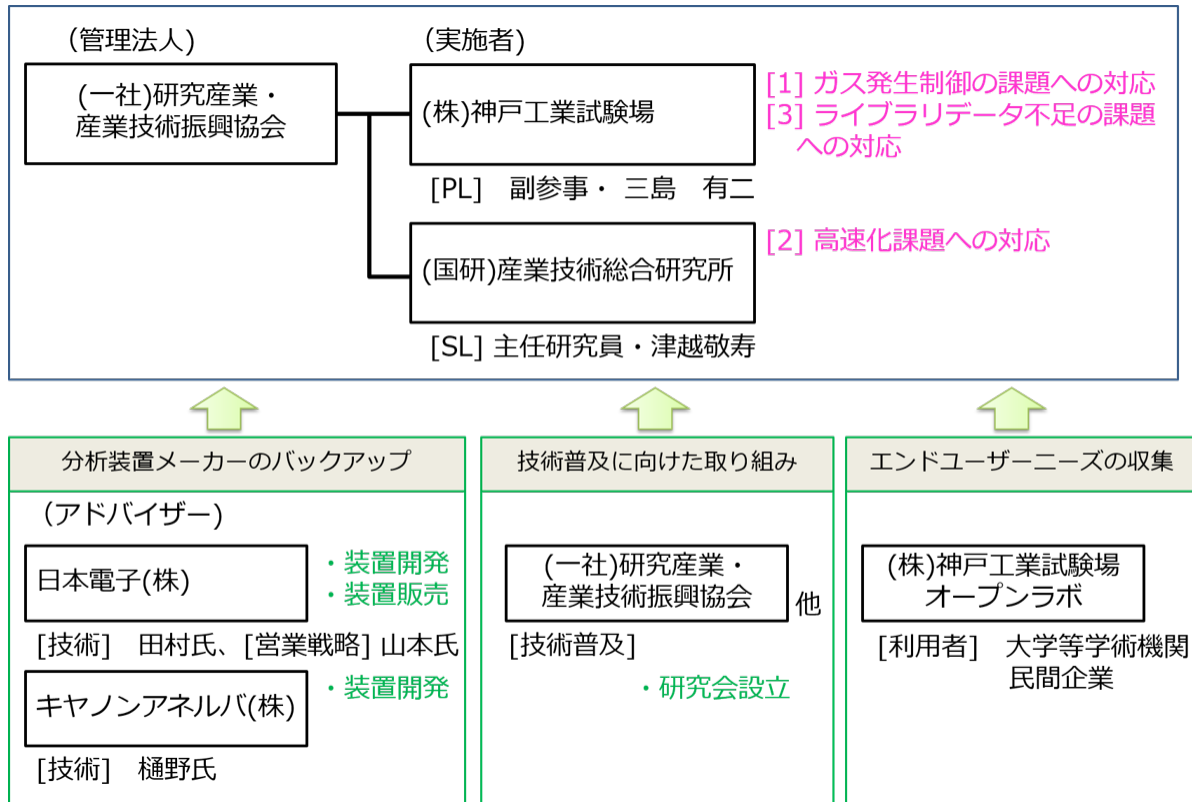 (管理法人)
(一社)研究産業・
産業技術振興協会
(実施者)
(株)神戸工業試験場
[1] ガス発生制御の課題への対応
[3] ライブラリデータ不足の課題
への対応
[PL] 副参事・ 三島 有二
(国研)産業技術総合研究所
[2] 高速化課題への対応
[SL] 主任研究員・津越敬寿
分析装置メーカーのバックアップ
(アドバイザー)
日本電子(株)
・装置開発
・装置販売
[技術] 田村氏、[営業戦略] 山本氏
キヤノンアネルバ(株)
・装置開発
[技術] 樋野氏
技術普及に向けた取り組み
(一社)研究産業・
産業技術振興協会
他
[技術普及]
・研究会設立
エンドユーザーニーズの収集
(株)神戸工業試験場
オープンラボ
[利用者] 大学等学術機関
民間企業